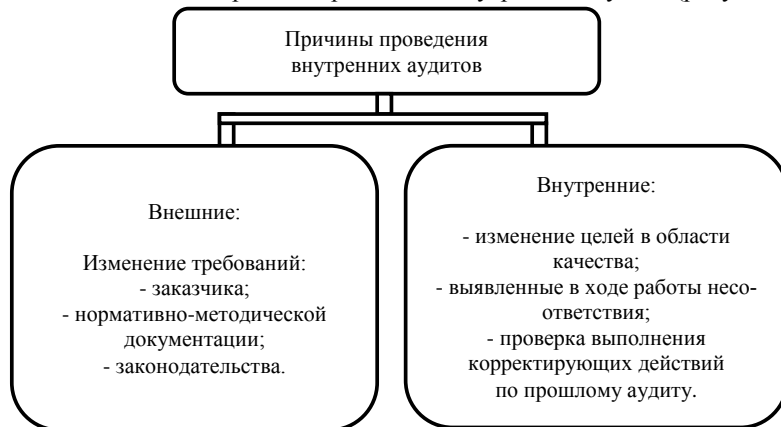 Причины проведения
внутренних аудитов
Внешние:
Изменение требований:
- заказчика;
- нормативно-методической
документации;
- законодательства.
Внутренние:
- изменение целей в области
качества;
- выявленные в ходе работы несо-
ответствия;
- проверка выполнения
корректирующих действий
по прошлому аудиту.